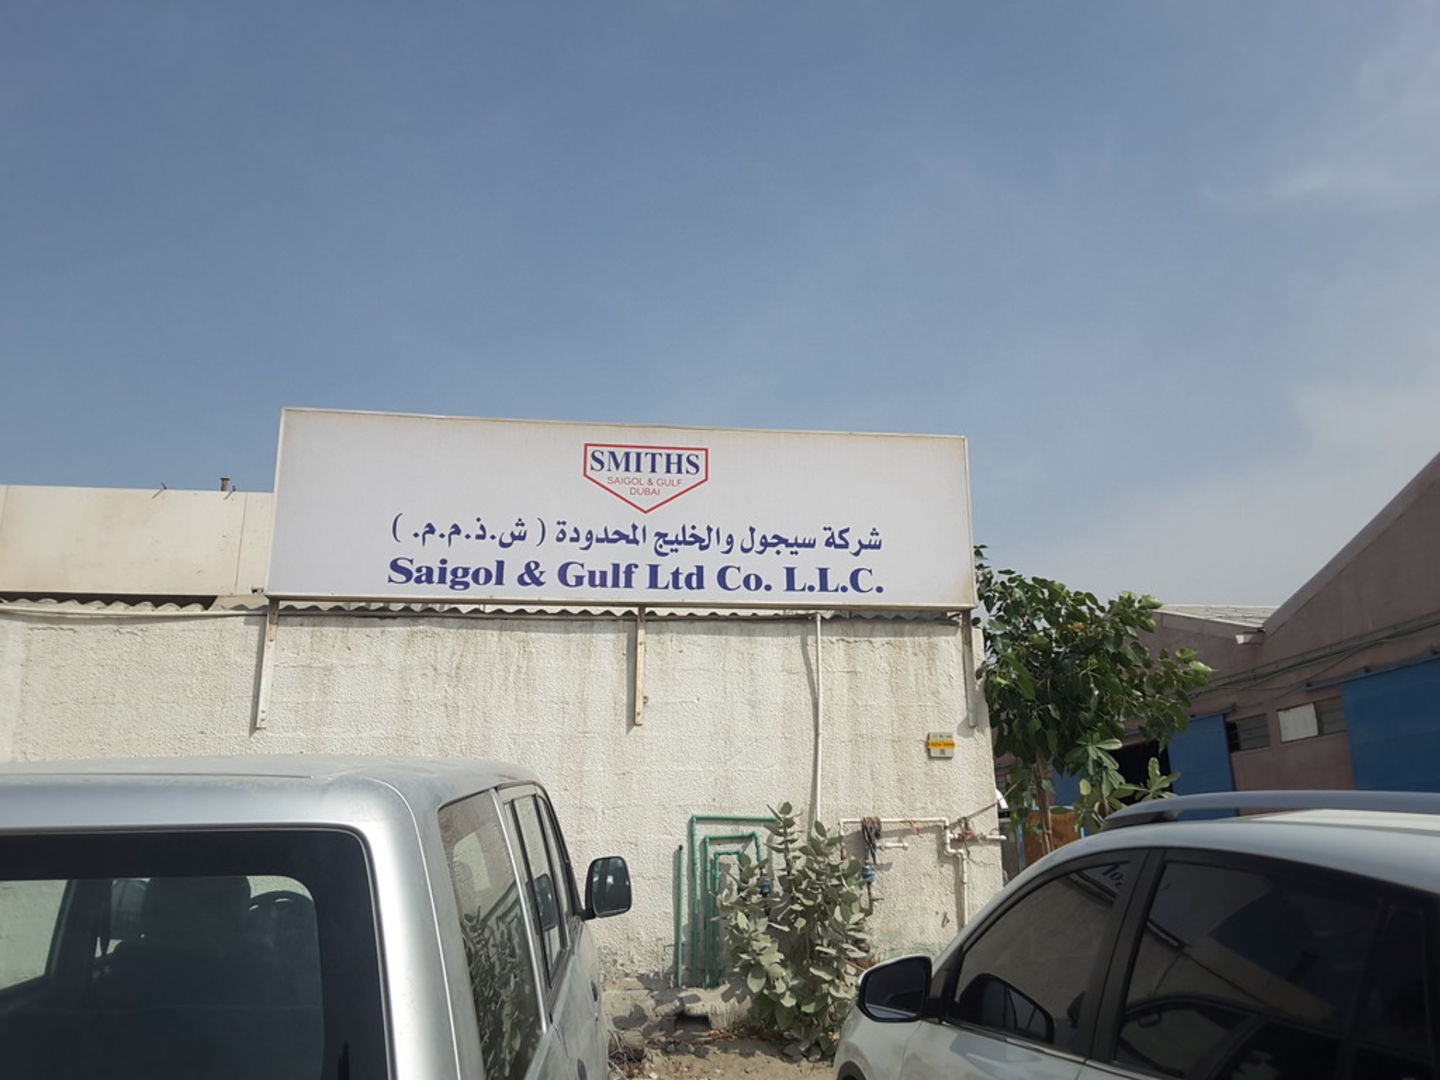 SMITHS
SAIGOL & GULF
DUBAI
شركة سيجول والخليج المحدودة ( ش.ذ.م.م. )
Saigol & Gulf Ltd Co. L.L.C.